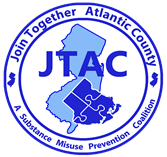 Join Together Atlantic County
JTAC
A Substance Misuse Prevention Coalition